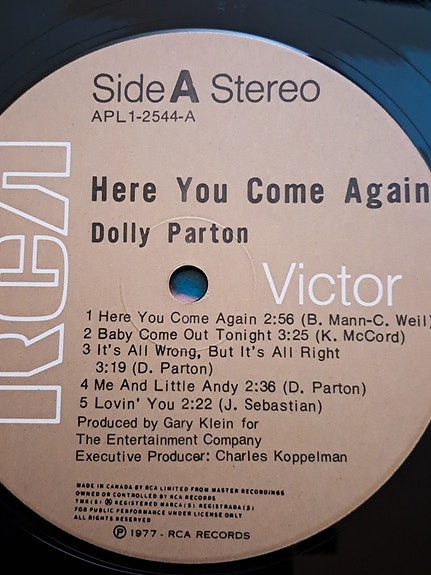 Side A Stereo
APL1-2544-A
Here You Come Again
Dolly Parton
RCA
Victor
1 Here You Come Again 2:56 (B. Mann-C. Weil)
2 Baby Come Out Tonight 3:25 (K. McCord)
3 It's All Wrong, But It's All Right
3:19 (D. Parton)
4 Me And Little Andy 2:36 (D. Parton)
5 Lovin' You 2:22 (J. Sebastian)
Produced by Gary Klein for
The Entertainment Company
Executive Producer: Charles Koppelman
MADE IN CANADA BY RCA LIMITED FROM MASTER RECORDINGS
OWNED OR CONTROLLED BY RCA RECORDS
TMK(S) ® REGISTERED MARCA(S) REGISTRADA(S)
FOR PUBLIC PERFORMANCE UNDER LICENSE ONLY
ALL RIGHTS RESERVED
℗ 1977 - RCA RECORDS